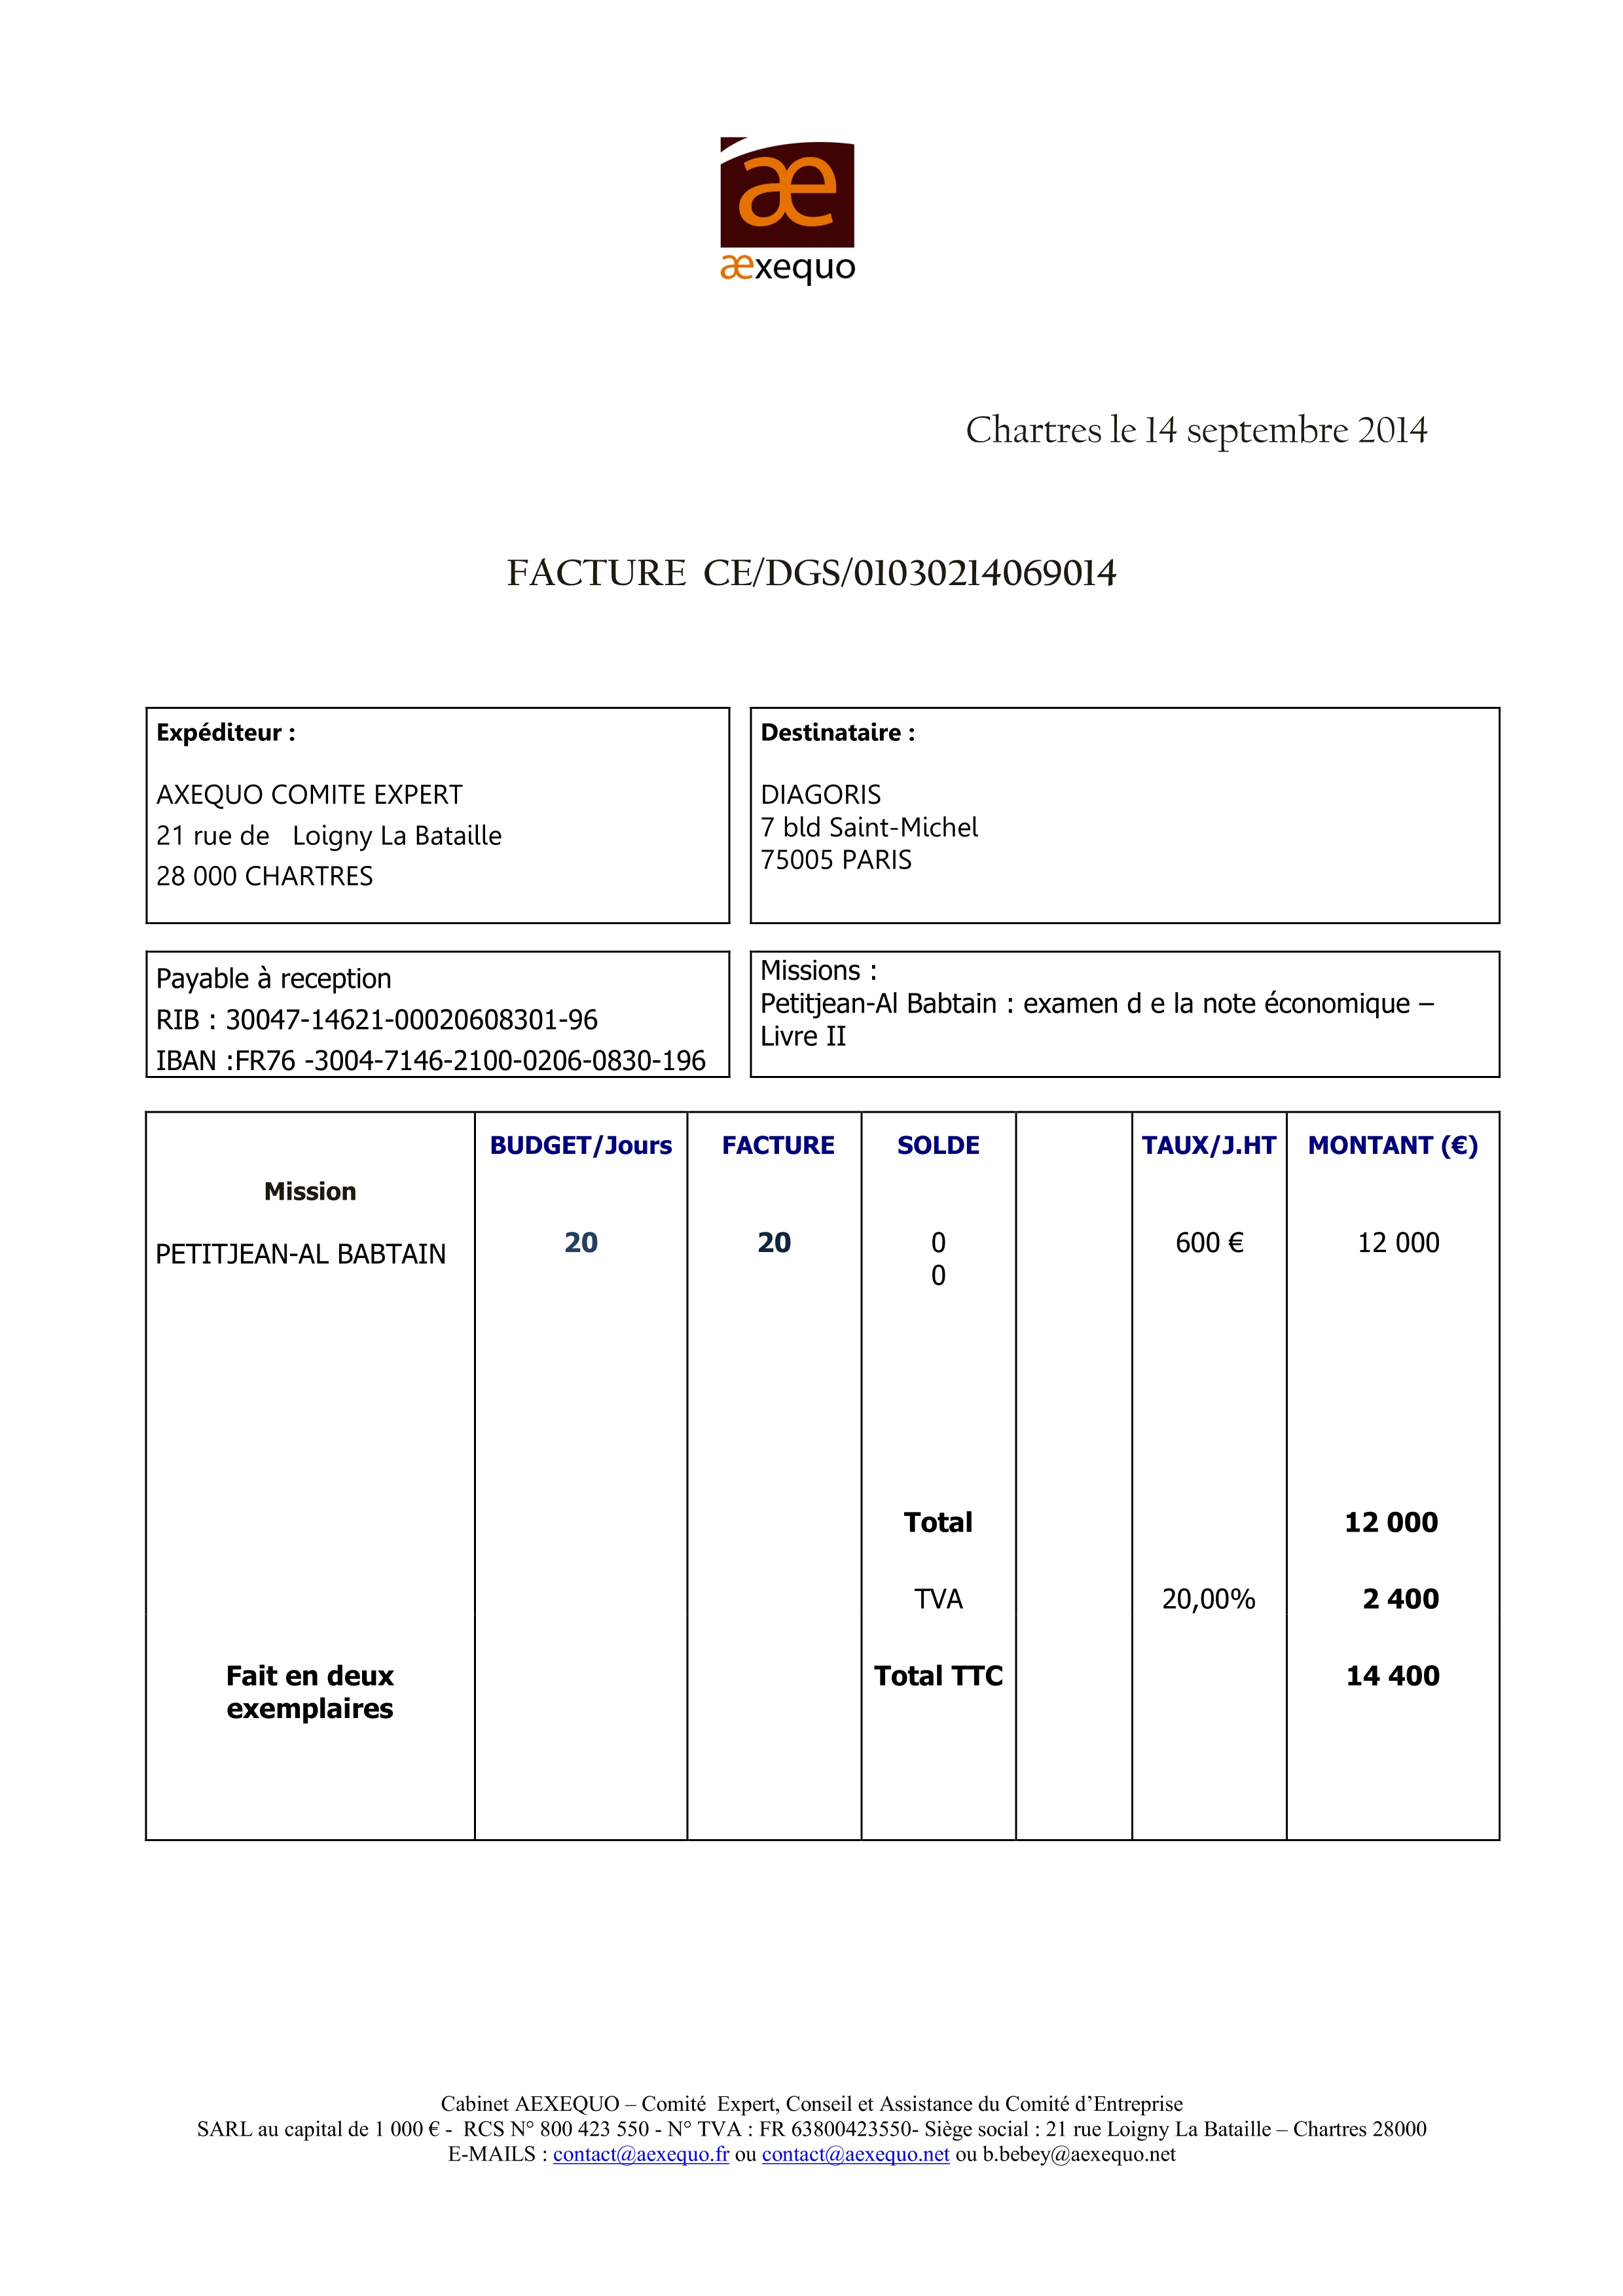 æ
æxequo
Chartres le 14 septembre 2014
FACTURE CE/DGS/01030214069014
Expéditeur :
AXEQUO COMITE EXPERT
21 rue de Loigny La Bataille
28 000 CHARTRES
Destinataire :
DIAGORIS
7 bld Saint-Michel
75005 PARIS
Payable à reception
RIB : 30047-14621-00020608301-96
IBAN :FR76 -3004-7146-2100-0206-0830-196
Missions :
Petitjean-Al Babtain : examen d e la note économique –
Livre II
BUDGET/Jours FACTURE SOLDE TAUX/J.HT MONTANT (€)
Mission
PETITJEAN-AL BABTAIN 20 20 0 600 € 12 000
0
Total 12 000
TVA 20,00% 2 400
Fait en deux Total TTC 14 400
exemplaires
Cabinet AEXEQUO – Comité Expert, Conseil et Assistance du Comité d’Entreprise
SARL au capital de 1 000 € - RCS N° 800 423 550 - N° TVA : FR 63800423550- Siège social : 21 rue Loigny La Bataille – Chartres 28000
E-MAILS : contact@aexequo.fr ou contact@aexequo.net ou b.bebey@aexequo.net